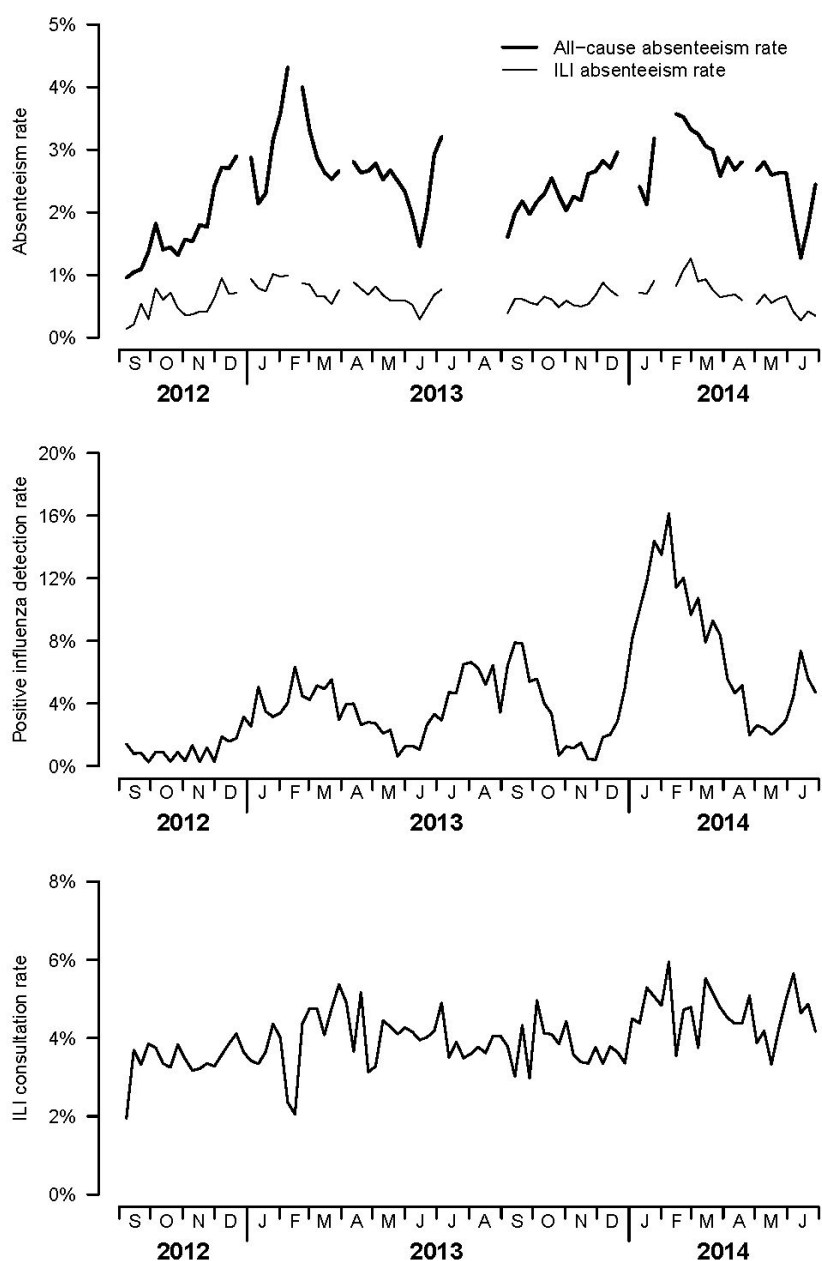 5%
All-cause absenteeism rate
ILI absenteeism rate
4%
3%
2%
1%
0%
Absenteeism rate
S O N D J F M A M J J A S O N D J F M A M J
2012 2013 2014
20%
16%
12%
8%
4%
0%
Positive influenza detection rate
S O N D J F M A M J J A S O N D J F M A M J
2012 2013 2014
8%
6%
4%
2%
0%
ILI consultation rate
S O N D J F M A M J J A S O N D J F M A M J
2012 2013 2014